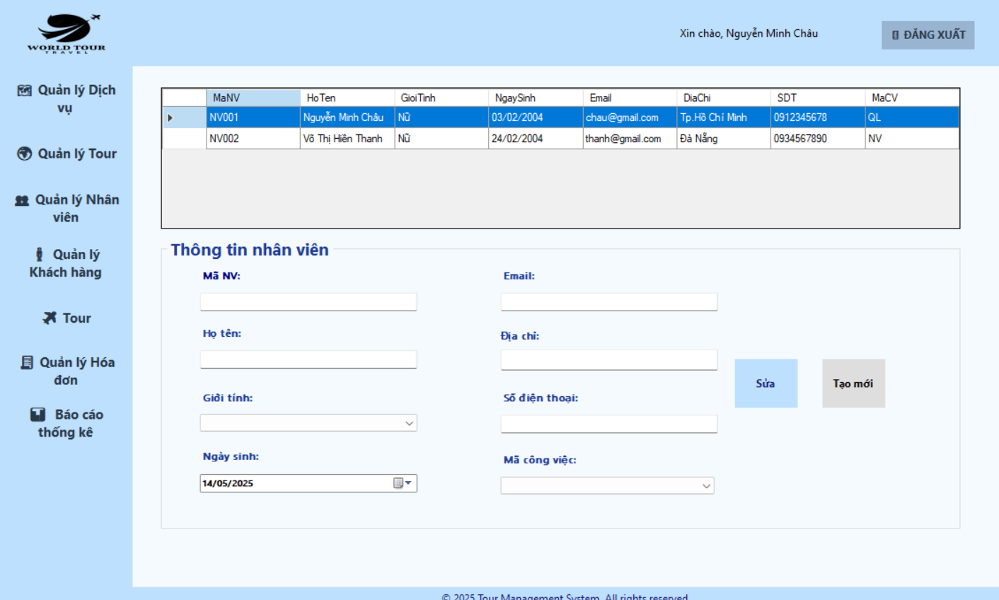 WORLD TOUR
TRAVEL
Xin chào, Nguyễn Minh Châu
ĐĂNG XUẤT
Quản lý Dịch
vụ
Quản lý Tour
Quản lý Nhân
viên
Quản lý
Khách hàng
Tour
Quản lý Hóa
đơn
Báo cáo
thống kê
MaNV HoTen GioiTinh NgaySinh Email DiaChi SDT MaCV
NV001 Nguyễn Minh Châu Nữ 03/02/2004 chau@gmail.com Tp.Hồ Chí Minh 0912345678 QL
NV002 Võ Thị Hiền Thanh Nữ 24/02/2004 thanh@gmail.com Đà Nẵng 0934567890 NV
Thông tin nhân viên
Mã NV:
Email:
Họ tên:
Địa chỉ:
Sửa
Tạo mới
Giới tính:
Số điện thoại:
Ngày sinh:
14/05/2025
Mã công việc:
© 2025 Tour Management System. All rights reserved